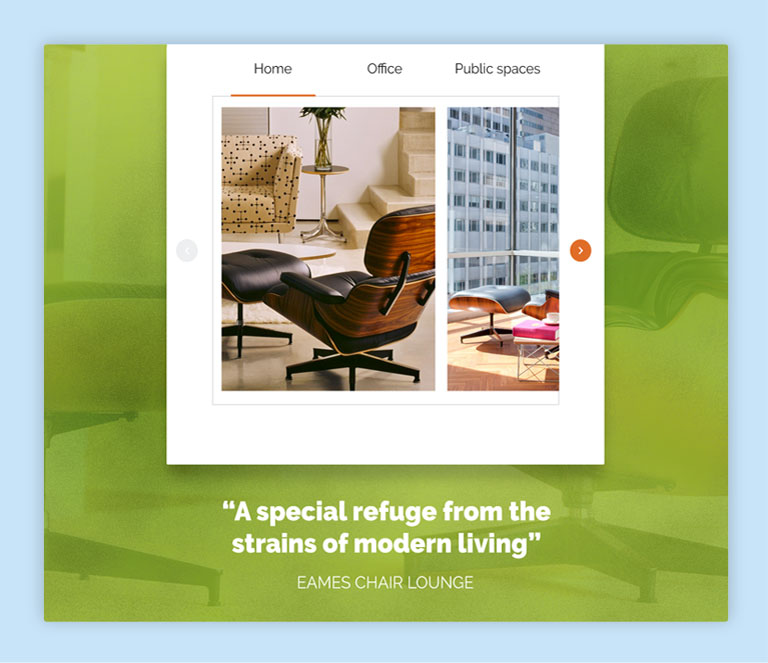 Home Office Public spaces
“A special refuge from the
strains of modern living”
EAMES CHAIR LOUNGE